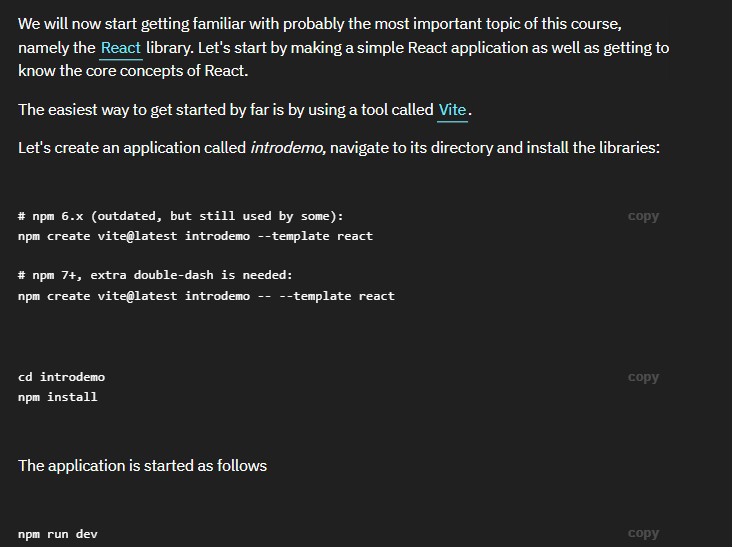 We will now start getting familiar with probably the most important topic of this course,
namely the React library. Let's start by making a simple React application as well as getting to
know the core concepts of React.
The easiest way to get started by far is by using a tool called Vite.
Let's create an application called introdemo, navigate to its directory and install the libraries:
# npm 6.x (outdated, but still used by some): copy
npm create vite@latest introdemo --template react
# npm 7+, extra double-dash is needed:
npm create vite@latest introdemo -- --template react
cd introdemo copy
npm install
The application is started as follows
npm run dev copy